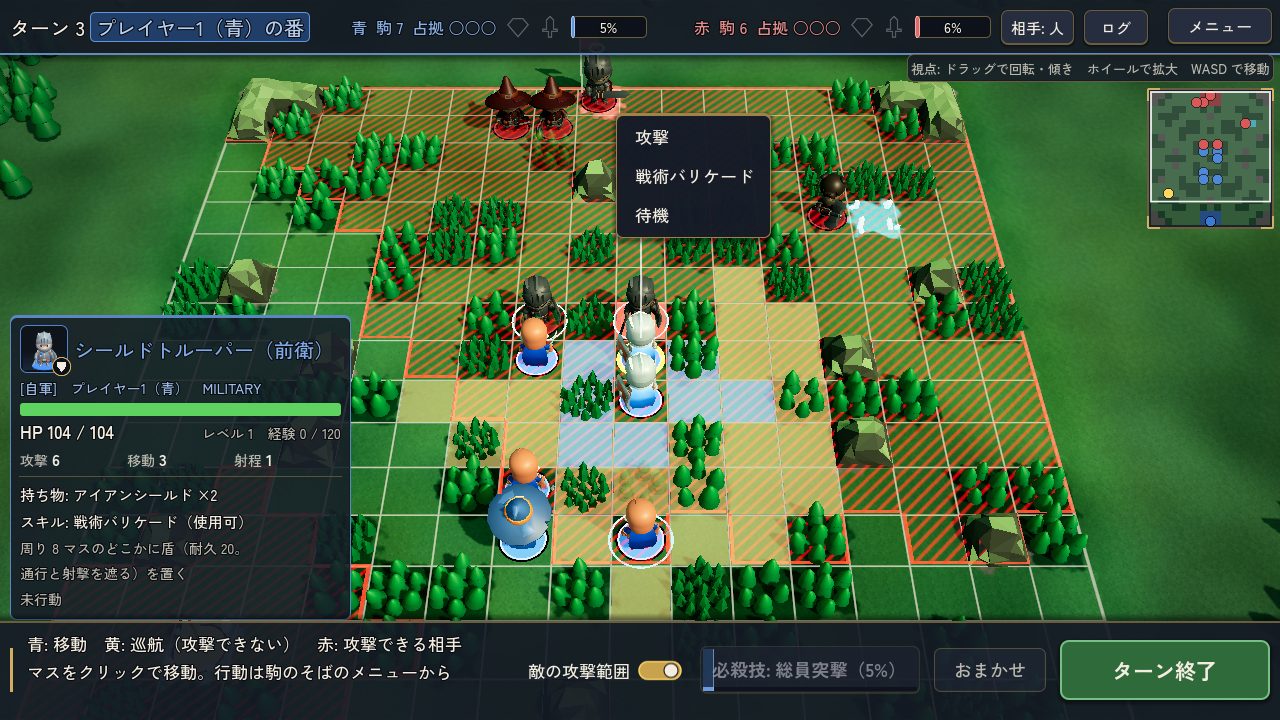 ターン 3 プレイヤー1（青）の番 青 駒 7 占拠 〇〇〇 5% 赤 駒 6 占拠 〇〇〇 6% 相手: 人 ログ メニュー
視点: ドラッグで回転・傾き ホイールで拡大 WASD で移動
攻撃
戦術バリケード
待機
シールドトルーパー（前衛）
[自軍] プレイヤー1（青） MILITARY
HP 104 / 104 レベル 1 経験 0 / 120
攻撃 6 移動 3 射程 1
持ち物: アイアンシールド ×2
スキル: 戦術バリケード（使用可）
周り 8 マスのどこかに盾（耐久 20。
通行と射撃を遮る）を置く
未行動
青: 移動 黄: 巡航（攻撃できない） 赤: 攻撃できる相手
マスをクリックで移動。行動は駒のそばのメニューから
敵の攻撃範囲
必殺技: 総員突撃（5%）
おまかせ
ターン終了